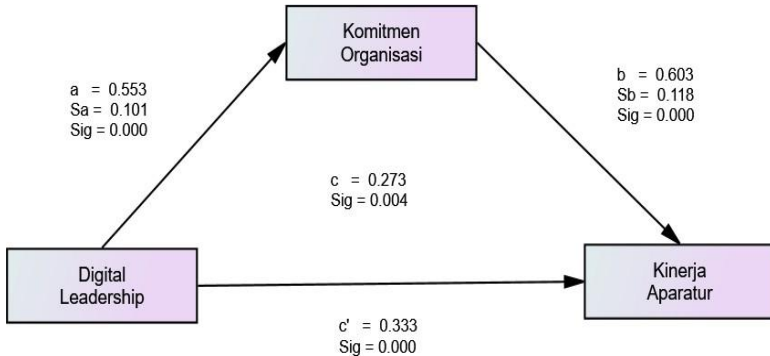 Komitmen
Organisasi
a = 0.553
Sa = 0.101
Sig = 0.000
b = 0.603
Sb = 0.118
Sig = 0.000
c = 0.273
Sig = 0.004
Digital
Leadership
Kinerja
Aparatur
c' = 0.333
Sig = 0.000